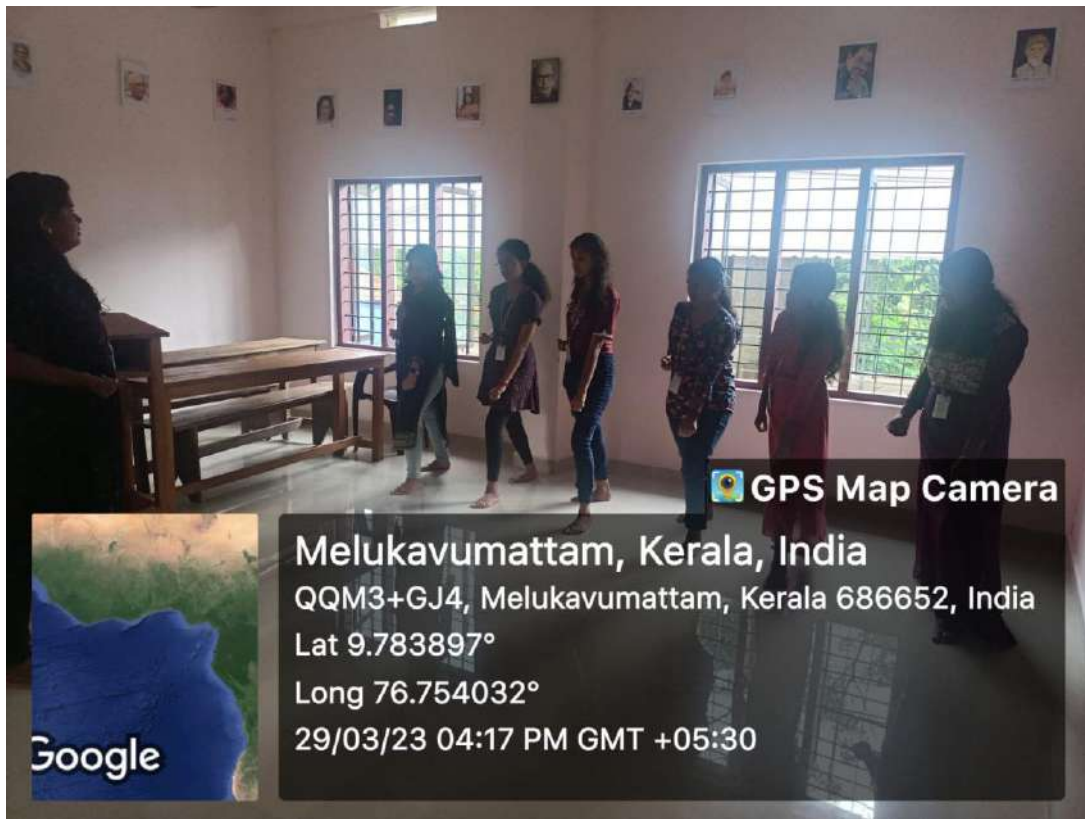 GPS Map Camera
Melukavumattam, Kerala, India
QQM3+GJ4, Melukavumattam, Kerala 686652, India
Lat 9.783897°
Long 76.754032°
29/03/23 04:17 PM GMT +05:30
Google